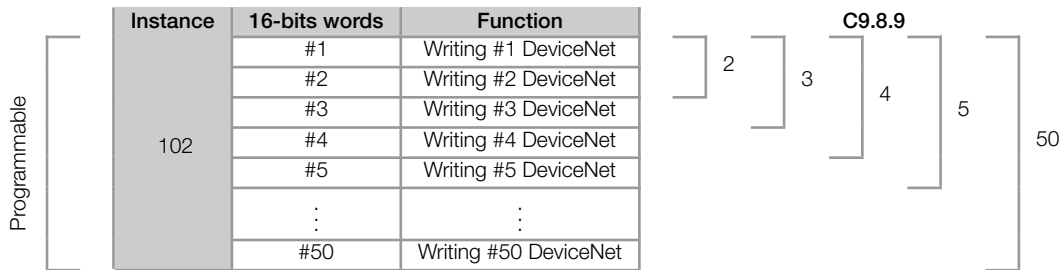 Instance 16-bits words Function C9.8.9
#1 Writing #1 DeviceNet
#2 Writing #2 DeviceNet 2
#3 Writing #3 DeviceNet 3
#4 Writing #4 DeviceNet 4
Programmable 102 #5 Writing #5 DeviceNet 5 50
⋮ ⋮
#50 Writing #50 DeviceNet